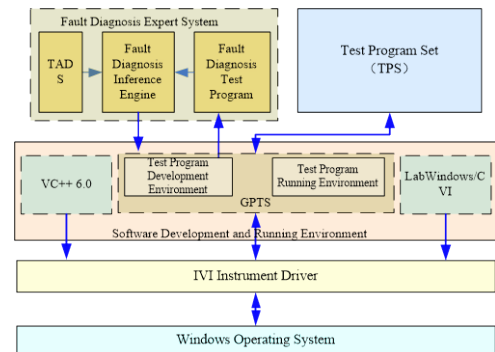 Fault Diagnosis Expert System
TAD
S
Fault
Diagnosis
Inference
Engine
Fault
Diagnosis
Test
Program
Test Program Set
（TPS）
VC++ 6.0
Test Program
Development
Environment
Test Program
Running Environment
GPTS
LabWindows/C
VI
Software Development and Running Environment
IVI Instrument Driver
Windows Operating System